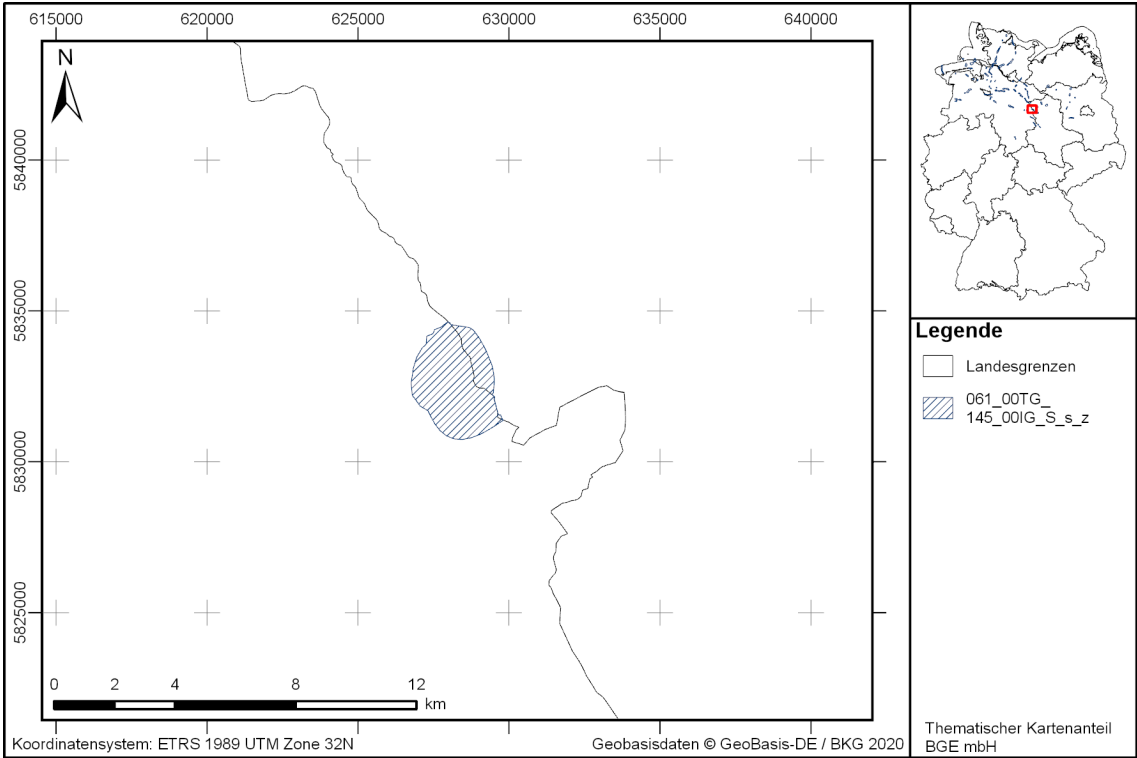 615000 620000 625000 630000 635000 640000
N
5840000
5835000
5830000
5825000
0 2 4 8 12
km
Koordinatensystem: ETRS 1989 UTM Zone 32N
Geobasisdaten © GeoBasis-DE / BKG 2020
Legende
Landesgrenzen
061_00TG_
145_00IG_S_s_z
Thematischer Kartenanteil
BGE mbH